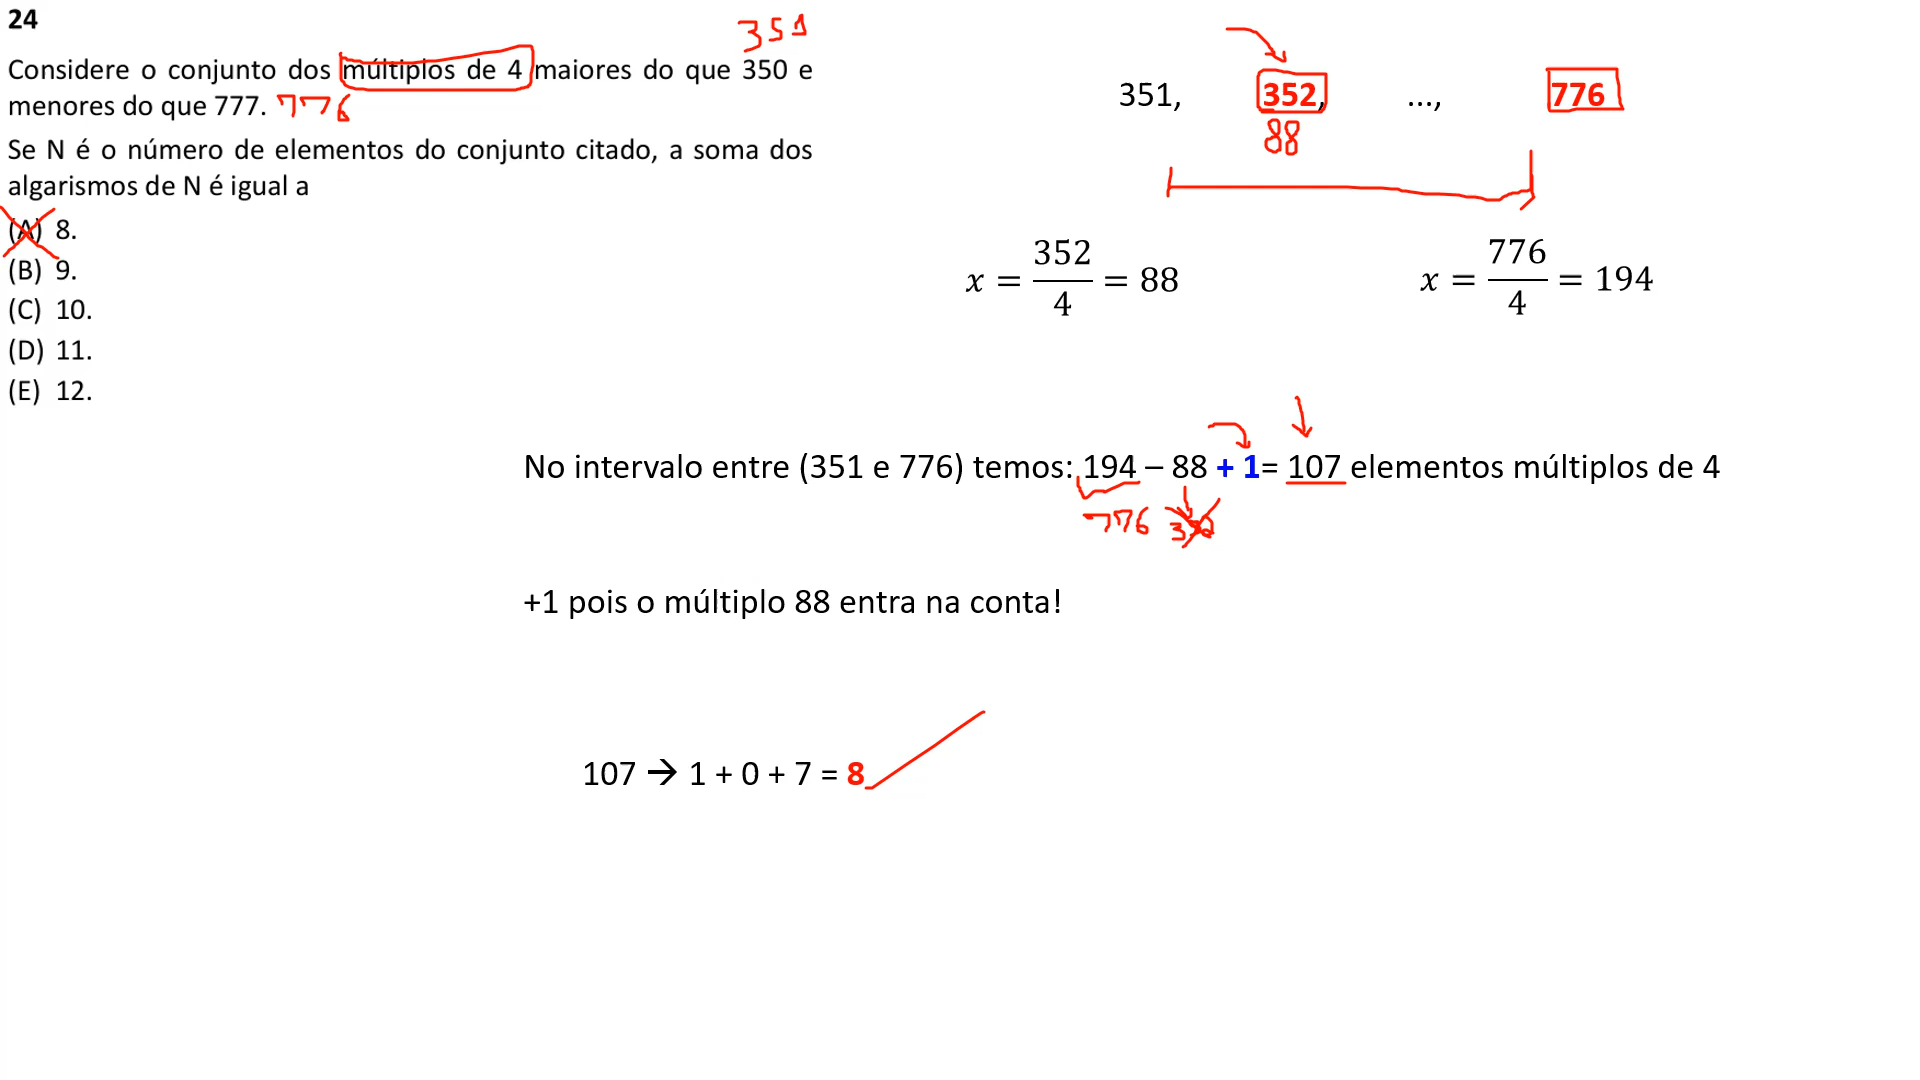 24
351
Considere o conjunto dos múltiplos de 4 maiores do que 350 e
menores do que 777. 776
Se N é o número de elementos do conjunto citado, a soma dos
algarismos de N é igual a
(A) 8.
(B) 9.
(C) 10.
(D) 11.
(E) 12.
351, 352, ..., 776
88
x = 352/4 = 88
x = 776/4 = 194
No intervalo entre (351 e 776) temos: 194 – 88 + 1= 107 elementos múltiplos de 4
776
+1 pois o múltiplo 88 entra na conta!
107 → 1 + 0 + 7 = 8